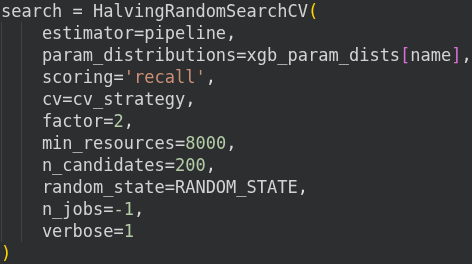 search = HalvingRandomSearchCV(
    estimator=pipeline,
    param_distributions=xgb_param_dists[name],
    scoring='recall',
    cv=cv_strategy,
    factor=2,
    min_resources=8000,
    n_candidates=200,
    random_state=RANDOM_STATE,
    n_jobs=-1,
    verbose=1
)